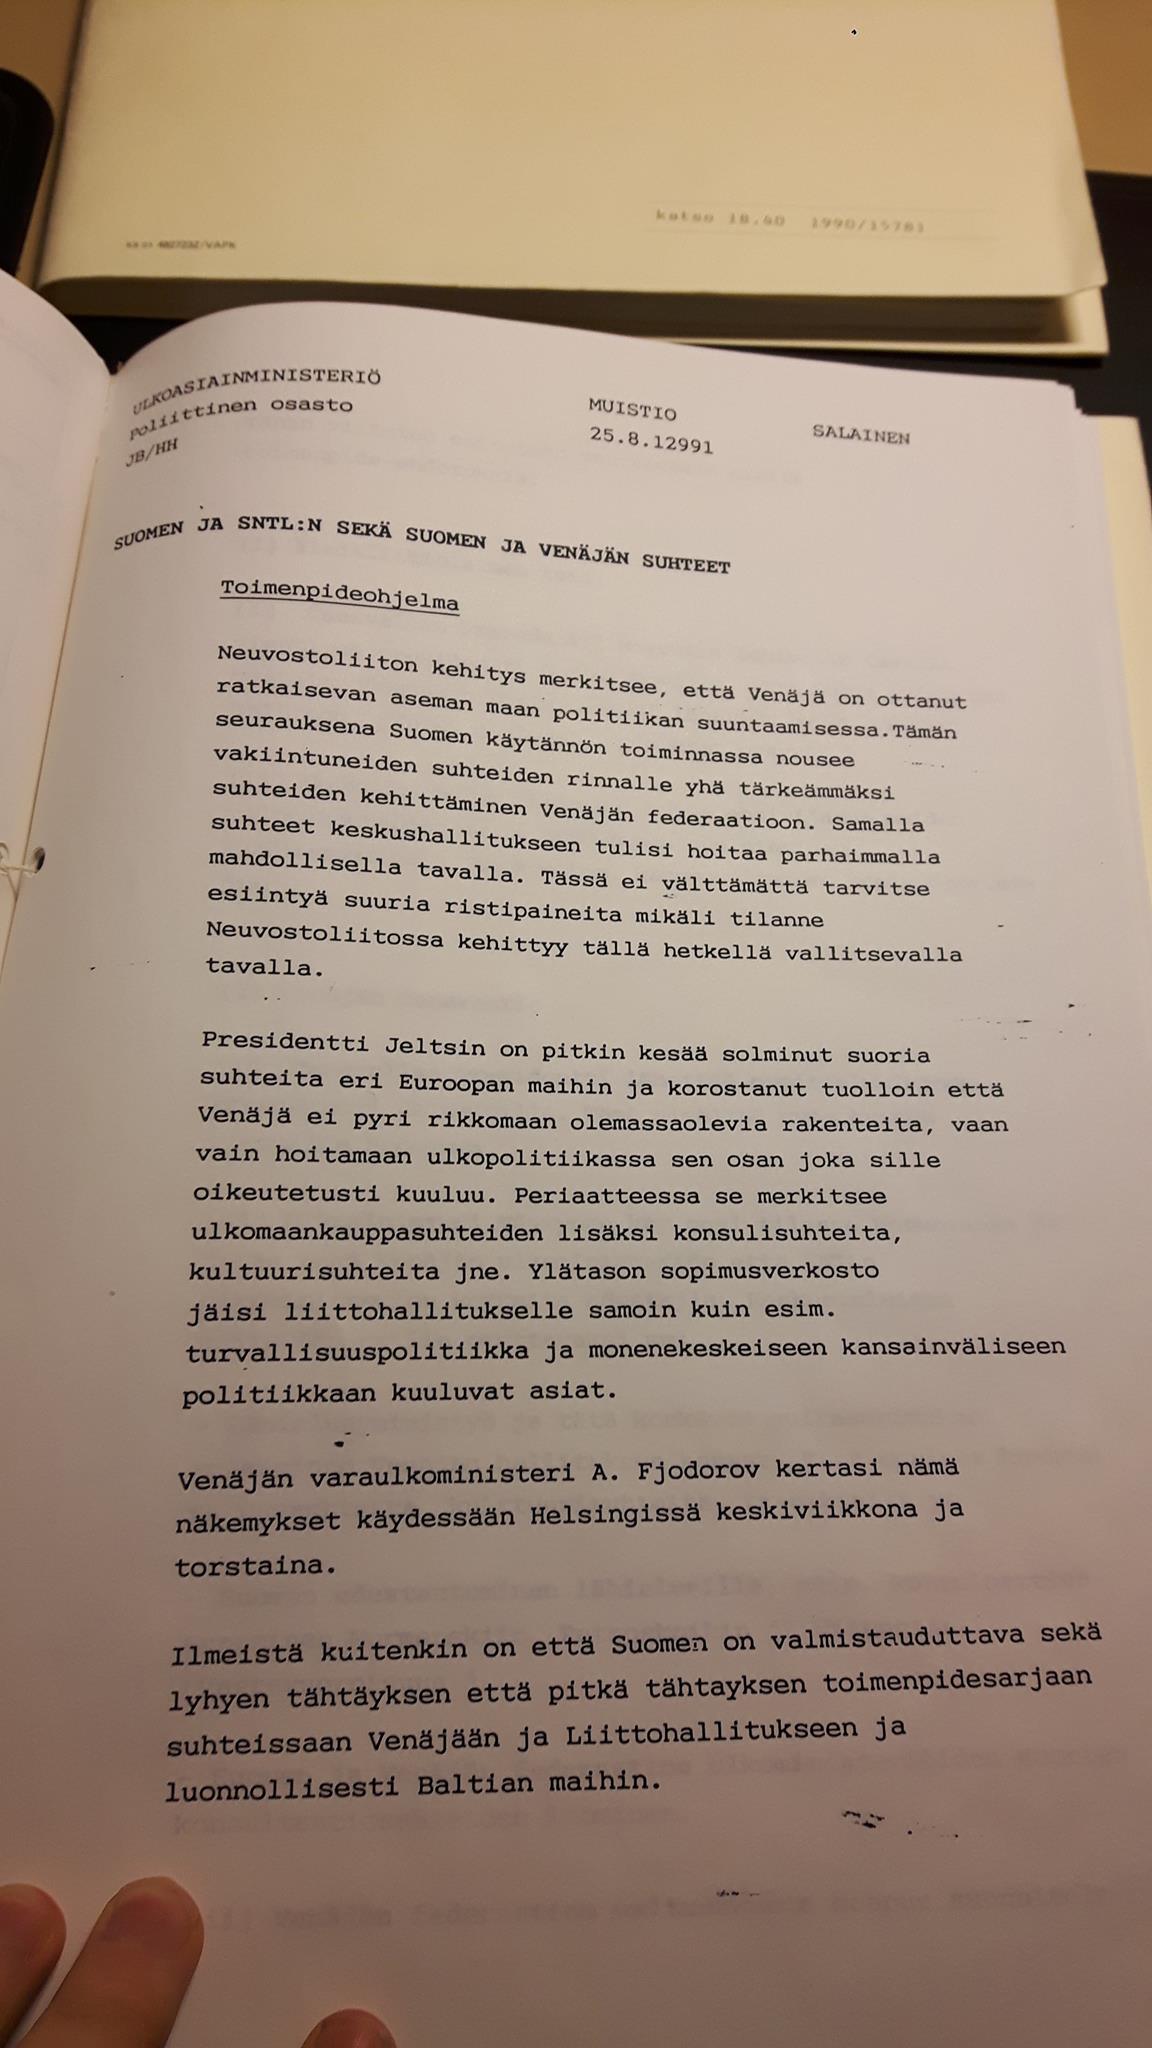 katso 18.40 1990/15781
ULKOASIAINMINISTERIÖ
Poliittinen osasto
JB/HH
MUISTIO
25.8.12991
SALAINEN
SUOMEN JA SNTL:N SEKÄ SUOMEN JA VENÄJÄN SUHTEET
Toimenpideohjelma
Neuvostoliiton kehitys merkitsee, että Venäjä on ottanut
ratkaisevan aseman maan politiikan suuntaamisessa.Tämän
seurauksena Suomen käytännön toiminnassa nousee
vakiintuneiden suhteiden rinnalle yhä tärkeämmäksi
suhteiden kehittäminen Venäjän federaatioon. Samalla
suhteet keskushallitukseen tulisi hoitaa parhaimmalla
mahdollisella tavalla. Tässä ei välttämättä tarvitse
esiintyä suuria ristipaineita mikäli tilanne
Neuvostoliitossa kehittyy tällä hetkellä vallitsevalla
tavalla.
Presidentti Jeltsin on pitkin kesää solminut suoria
suhteita eri Euroopan maihin ja korostanut tuolloin että
Venäjä ei pyri rikkomaan olemassaolevia rakenteita, vaan
vain hoitamaan ulkopolitiikassa sen osan joka sille
oikeutetusti kuuluu. Periaatteessa se merkitsee
ulkomaankauppasuhteiden lisäksi konsulisuhteita,
kultuurisuhteita jne. Ylätason sopimusverkosto
jäisi liittohallitukselle samoin kuin esim.
turvallisuuspolitiikka ja monenekeskeiseen kansainväliseen
politiikkaan kuuluvat asiat.
Venäjän varaulkoministeri A. Fjodorov kertasi nämä
näkemykset käydessään Helsingissä keskiviikkona ja
torstaina.
Ilmeistä kuitenkin on että Suomen on valmistauduttava sekä
lyhyen tähtäyksen että pitkä tähtayksen toimenpidesarjaan
suhteissaan Venäjään ja Liittohallitukseen ja
luonnollisesti Baltian maihin.